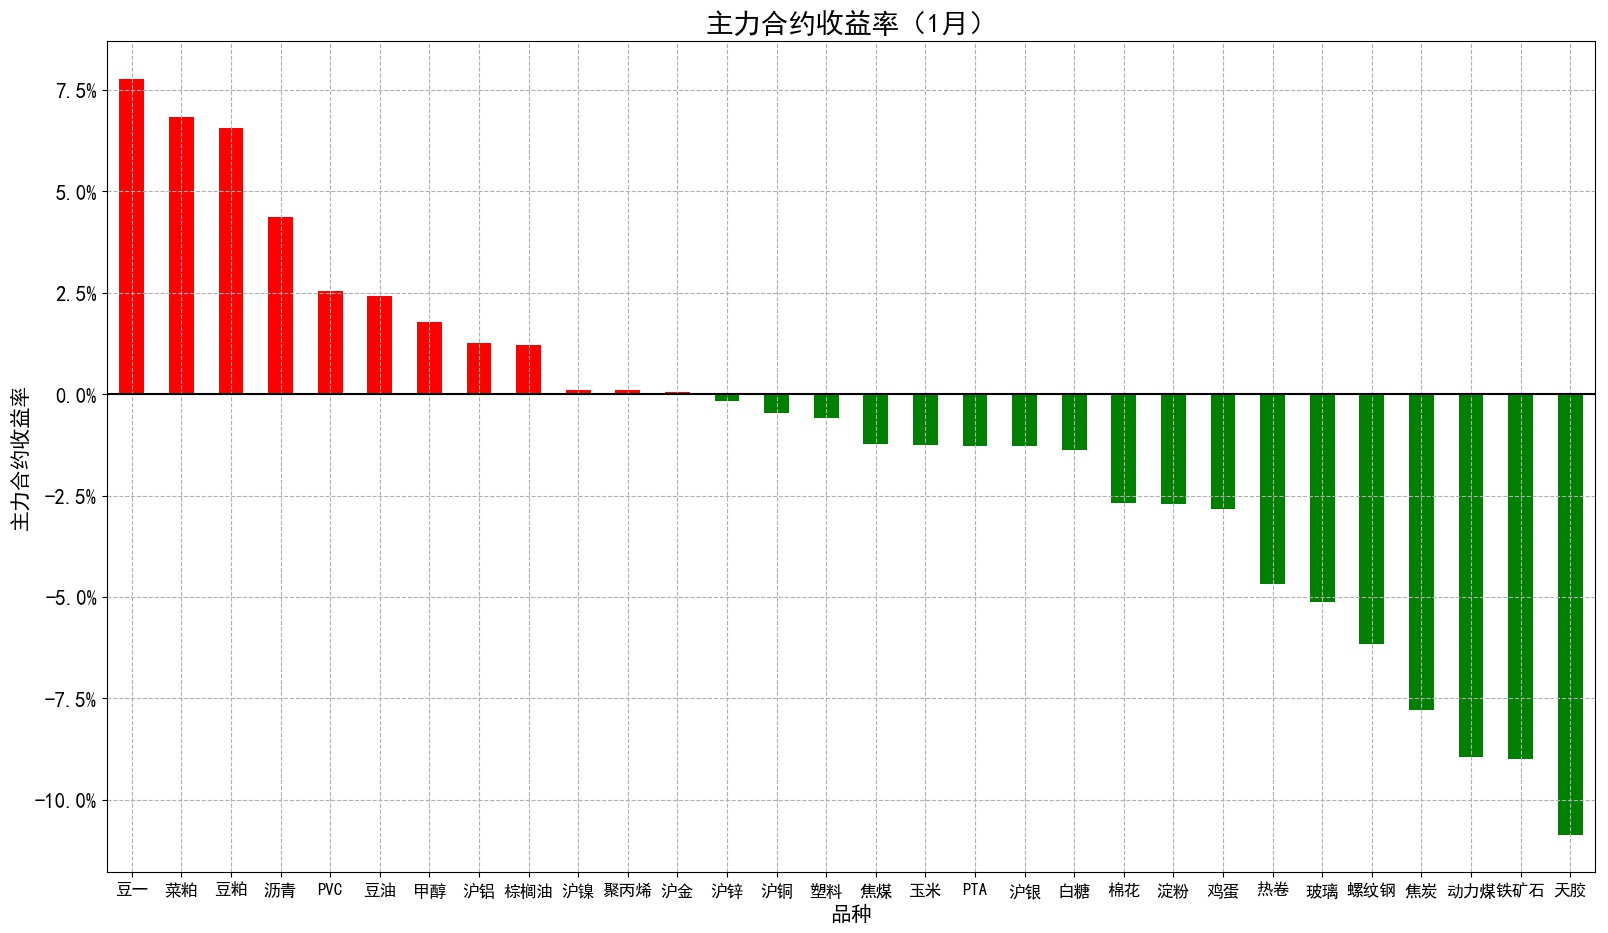 主力合约收益率（1月）
主力合约收益率
7.5%
5.0%
2.5%
0.0%
−2.5%
−5.0%
−7.5%
−10.0%
豆一 菜粕 豆粕 沥青 PVC 豆油 甲醇 沪铝 棕榈油 沪镍 聚丙烯 沪金 沪锌 沪铜 塑料 焦煤 玉米 PTA 沪银 白糖 棉花 淀粉 鸡蛋 热卷 玻璃 螺纹钢 焦炭 动力煤 铁矿石 天胶
品种